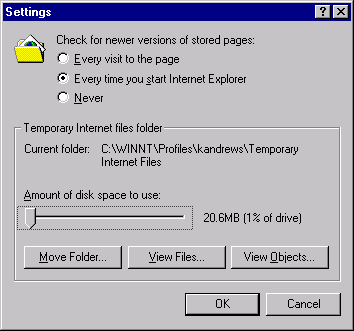 Settings
Check for newer versions of stored pages:
Every visit to the page
Every time you start Internet Explorer
Never
Temporary Internet files folder
Current folder: C:\WINNT\Profiles\kandrews\Temporary
Internet Files
Amount of disk space to use:
20.6MB (1% of drive)
Move Folder... View Files... View Objects...
OK Cancel